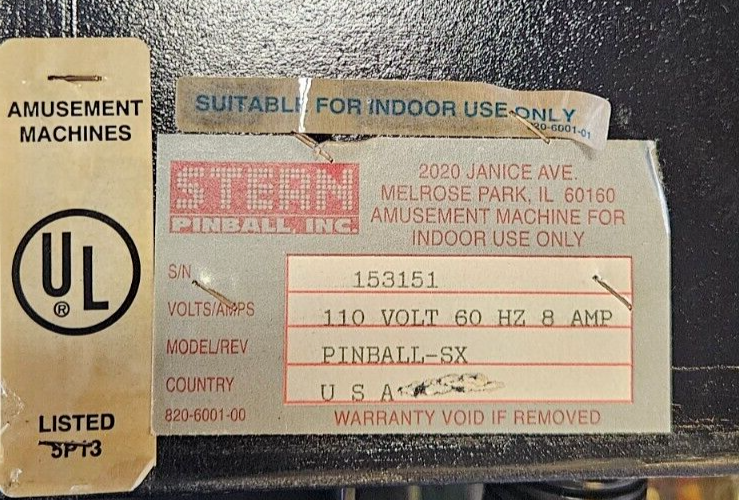 AMUSEMENT
MACHINES
UL
®
LISTED
5P13
SUITABLE FOR INDOOR USE ONLY
820-6001-01
STERN
PINBALL, INC.
2020 JANICE AVE.
MELROSE PARK, IL 60160
AMUSEMENT MACHINE FOR
INDOOR USE ONLY
S/N 153151
VOLTS/AMPS 110 VOLT 60 HZ 8 AMP
MODEL/REV PINBALL-SX
COUNTRY U S A
820-6001-00 WARRANTY VOID IF REMOVED